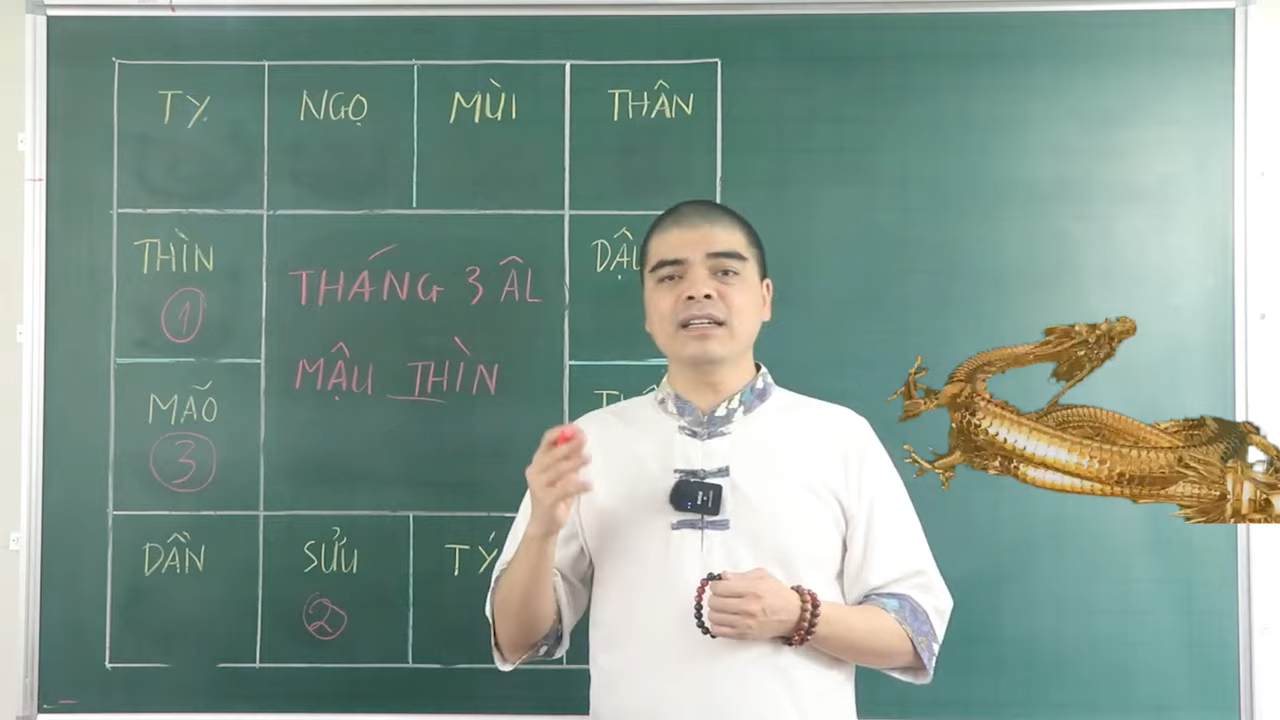 TỴ NGỌ MÙI THÂN
THÌN
1
THÁNG 3 ÂL
MẬU THÌN
MÃO
3
DẦN SỬU TÝ
2